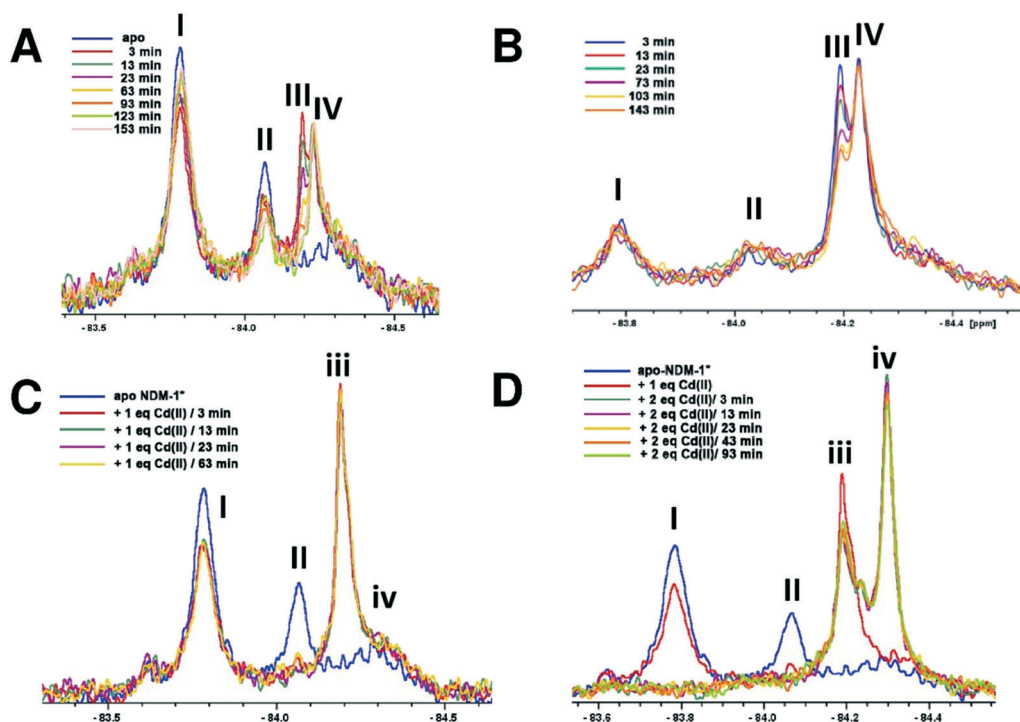 A
apo
3 min
13 min
23 min
63 min
93 min
123 min
153 min
I
II
III
IV
- 83.5
- 84.0
- 84.5
B
3 min
13 min
23 min
73 min
103 min
143 min
I
II
III
IV
- 83.8
- 84.0
- 84.2
- 84.4
[ppm]
C
apo NDM-1*
+ 1 eq Cd(II) / 3 min
+ 1 eq Cd(II) / 13 min
+ 1 eq Cd(II) / 23 min
+ 1 eq Cd(II) / 63 min
I
II
iii
iv
-83.5
-84.0
-84.5
D
apo-NDM-1*
+ 1 eq Cd(II)
+ 2 eq Cd(II)/ 3 min
+ 2 eq Cd(II)/ 13 min
+ 2 eq Cd(II)/ 23 min
+ 2 eq Cd(II)/ 43 min
+ 2 eq Cd(II)/ 93 min
I
II
iii
iv
-83.6
-83.8
-84.0
-84.2
-84.4